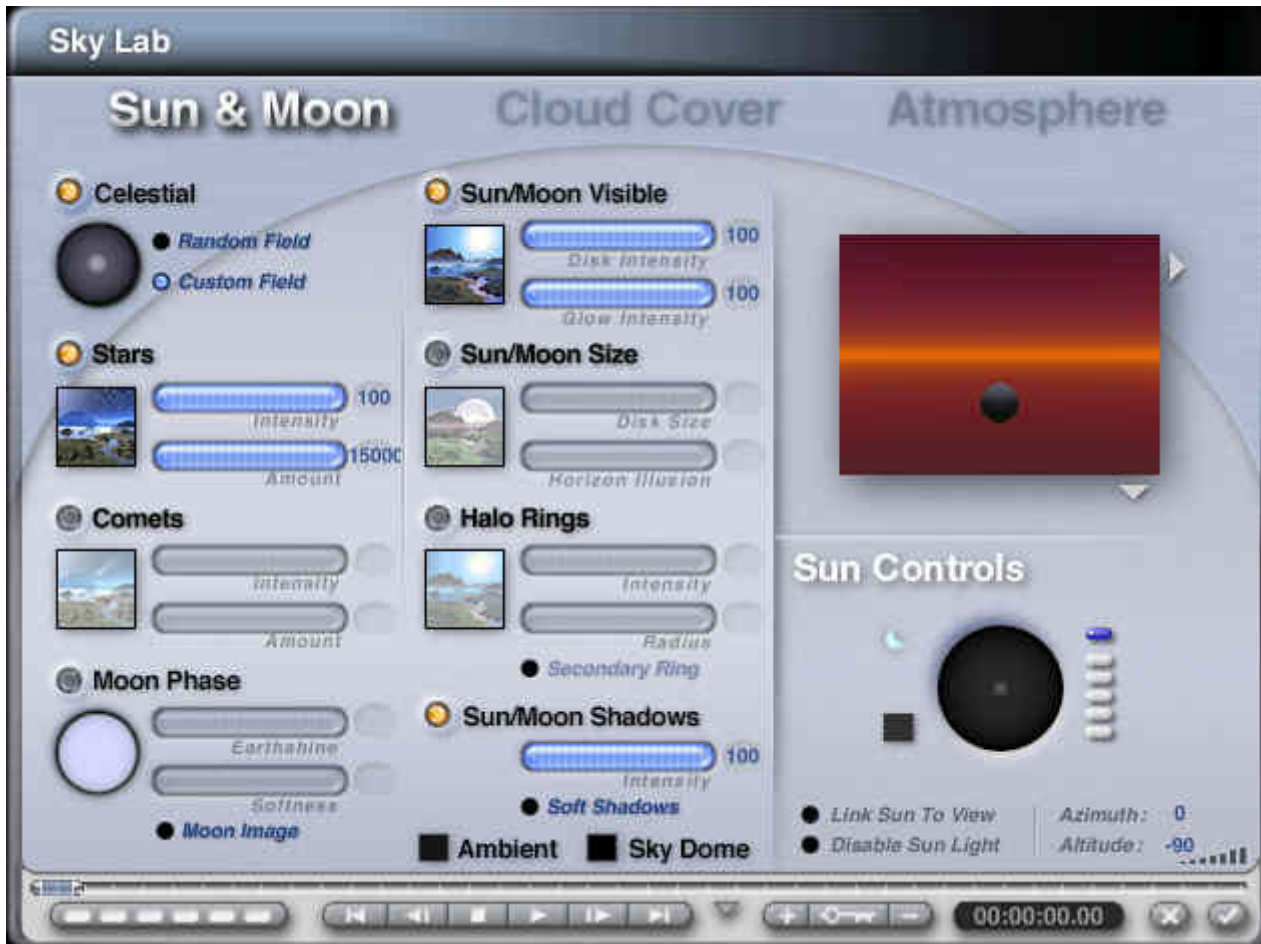 Sky Lab
Sun & Moon
Cloud Cover
Atmosphere
Celestial
Random Field
Custom Field
Stars
100
Intensity
15000
Amount
Comets
Intensity
Amount
Moon Phase
Earthshine
Softness
Moon Image
Sun/Moon Visible
100
Disk Intensity
100
Glow Intensity
Sun/Moon Size
Disk Size
Horizon Illusion
Halo Rings
Intensity
Radius
Secondary Ring
Sun/Moon Shadows
100
Intensity
Soft Shadows
Ambient
Sky Dome
Sun Controls
Link Sun To View
Disable Sun Light
Azimuth: 0
Altitude: -90
00:00:00.00